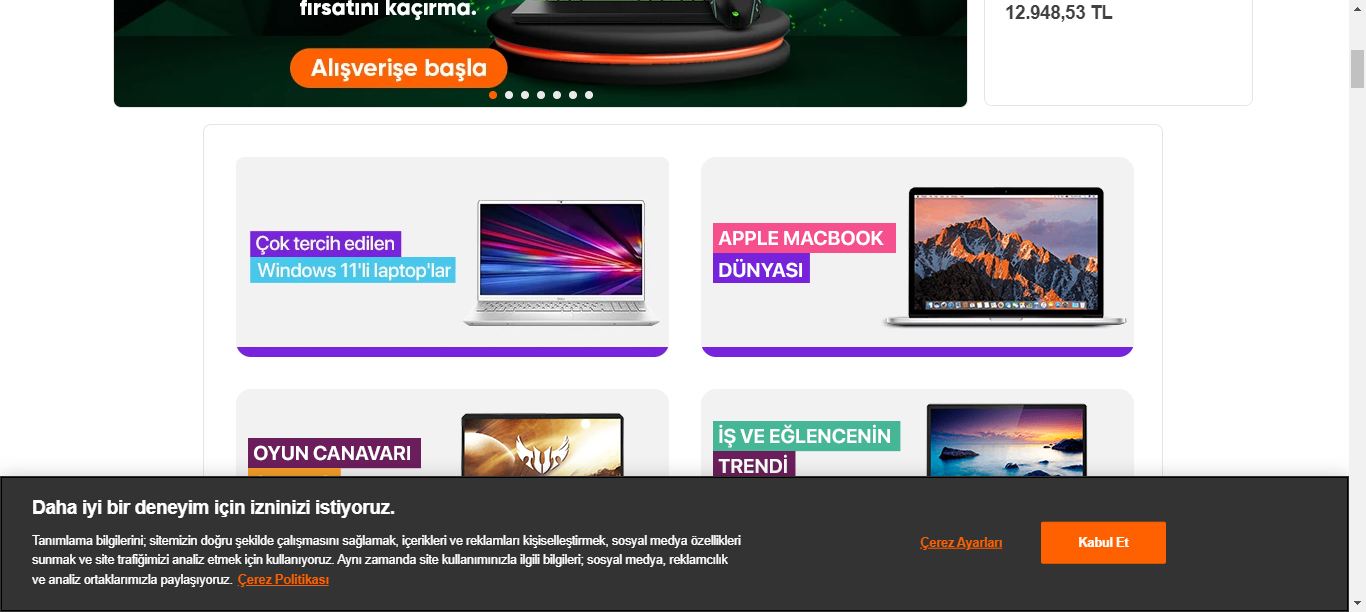 fırsatını kaçırma.
12.948,53 TL
Alışverişe başla
Çok tercih edilen
Windows 11'li laptop'lar
APPLE MACBOOK
DÜNYASI
OYUN CANAVARI
İŞ VE EĞLENCENİN
TRENDİ
Daha iyi bir deneyim için izninizi istiyoruz.
Tanımlama bilgilerini; sitemizin doğru şekilde çalışmasını sağlamak, içerikleri ve reklamları kişiselleştirmek, sosyal medya özellikleri
sunmak ve site trafiğimizi analiz etmek için kullanıyoruz. Aynı zamanda site kullanımınızla ilgili bilgileri; sosyal medya, reklamcılık
ve analiz ortaklarımızla paylaşıyoruz. Çerez Politikası
Çerez Ayarları
Kabul Et